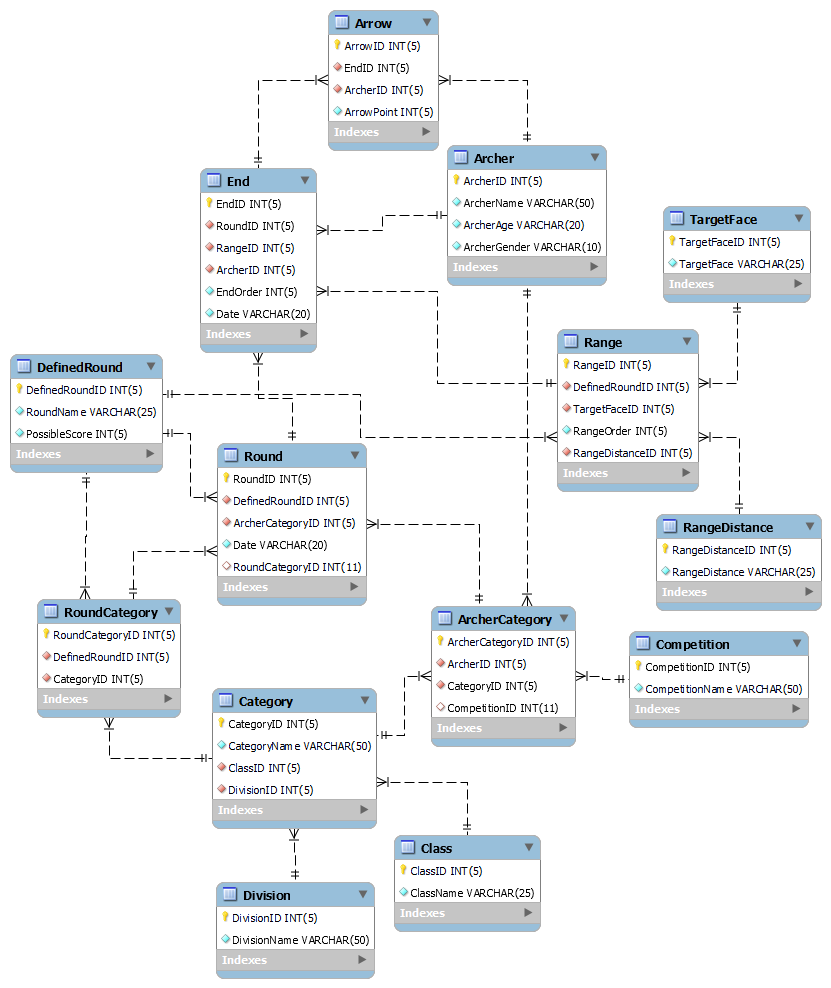 Arrow
ArrowID INT(5)
EndID INT(5)
ArcherID INT(5)
ArrowPoint INT(5)
Indexes
Archer
ArcherID INT(5)
ArcherName VARCHAR(50)
ArcherAge VARCHAR(20)
ArcherGender VARCHAR(10)
Indexes
End
EndID INT(5)
RoundID INT(5)
RangeID INT(5)
ArcherID INT(5)
EndOrder INT(5)
Date VARCHAR(20)
Indexes
TargetFace
TargetFaceID INT(5)
TargetFace VARCHAR(25)
Indexes
Range
RangeID INT(5)
DefinedRoundID INT(5)
TargetFaceID INT(5)
RangeOrder INT(5)
RangeDistanceID INT(5)
Indexes
DefinedRound
DefinedRoundID INT(5)
RoundName VARCHAR(25)
PossibleScore INT(5)
Indexes
Round
RoundID INT(5)
DefinedRoundID INT(5)
ArcherCategoryID INT(5)
Date VARCHAR(20)
RoundCategoryID INT(11)
Indexes
RangeDistance
RangeDistanceID INT(5)
RangeDistance VARCHAR(25)
Indexes
RoundCategory
RoundCategoryID INT(5)
DefinedRoundID INT(5)
CategoryID INT(5)
Indexes
ArcherCategory
ArcherCategoryID INT(5)
ArcherID INT(5)
CategoryID INT(5)
CompetitionID INT(11)
Indexes
Competition
CompetitionID INT(5)
CompetitionName VARCHAR(50)
Indexes
Category
CategoryID INT(5)
CategoryName VARCHAR(50)
ClassID INT(5)
DivisionID INT(5)
Indexes
Class
ClassID INT(5)
ClassName VARCHAR(25)
Indexes
Division
DivisionID INT(5)
DivisionName VARCHAR(50)
Indexes